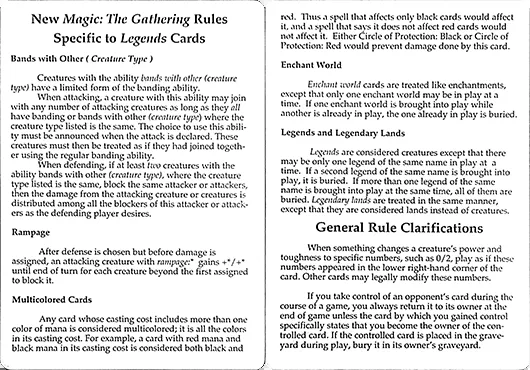 New Magic: The Gathering Rules
Specific to Legends Cards
Bands with Other ( Creature Type )
Creatures with the ability bands with other (creature
type) have a limited form of the banding ability.
When attacking, a creature with this ability may join
with any number of attacking creatures as long as they all
have banding or bands with other (creature type) where the
creature type listed is the same. The choice to use this abili-
ty must be announced when the attack is declared. These
creatures must then be treated as if they had joined togeth-
er using the regular banding ability.
When defending, if at least two creatures with the
ability bands with other (creature type), where the creature
type listed is the same, block the same attacker or attackers,
then the damage from the attacking creature or creatures is
distributed among all the blockers of this attacker or attack-
ers as the defending player desires.
Rampage
After defense is chosen but before damage is
assigned, an attacking creature with rampage:* gains +*/+*
until end of turn for each creature beyond the first assigned
to block it.
Multicolored Cards
Any card whose casting cost includes more than one
color of mana is considered multicolored; it is all the colors
in its casting cost. For example, a card with red mana and
black mana in its casting cost is considered both black and
red. Thus a spell that affects only black cards would affect
it, and a spell that says it does not affect red cards would
not affect it. Either Circle of Protection: Black or Circle of
Protection: Red would prevent damage done by this card.
Enchant World
Enchant world cards are treated like enchantments,
except that only one enchant world may be in play at a
time. If one enchant world is brought into play while
another is already in play, the one already in play is buried.
Legends and Legendary Lands
Legends are considered creatures except that there
may be only one legend of the same name in play at a
time. If a second legend of the same name is brought into
play, it is buried. If more than one legend of the same
name is brought into play at the same time, all of them are
buried. Legendary lands are treated in the same manner,
except that they are considered lands instead of creatures.
General Rule Clarifications
When something changes a creature's power and
toughness to specific numbers, such as 0/2, play as if these
numbers appeared in the lower right-hand corner of the
card. Other cards may legally modify these numbers.
If you take control of an opponent's card during the
course of a game, you always return it to its owner at the
end of game unless the card by which you gained control
specifically states that you become the owner of the con-
trolled card. If the controlled card is placed in the grave-
yard during play, bury it in its owner's graveyard.